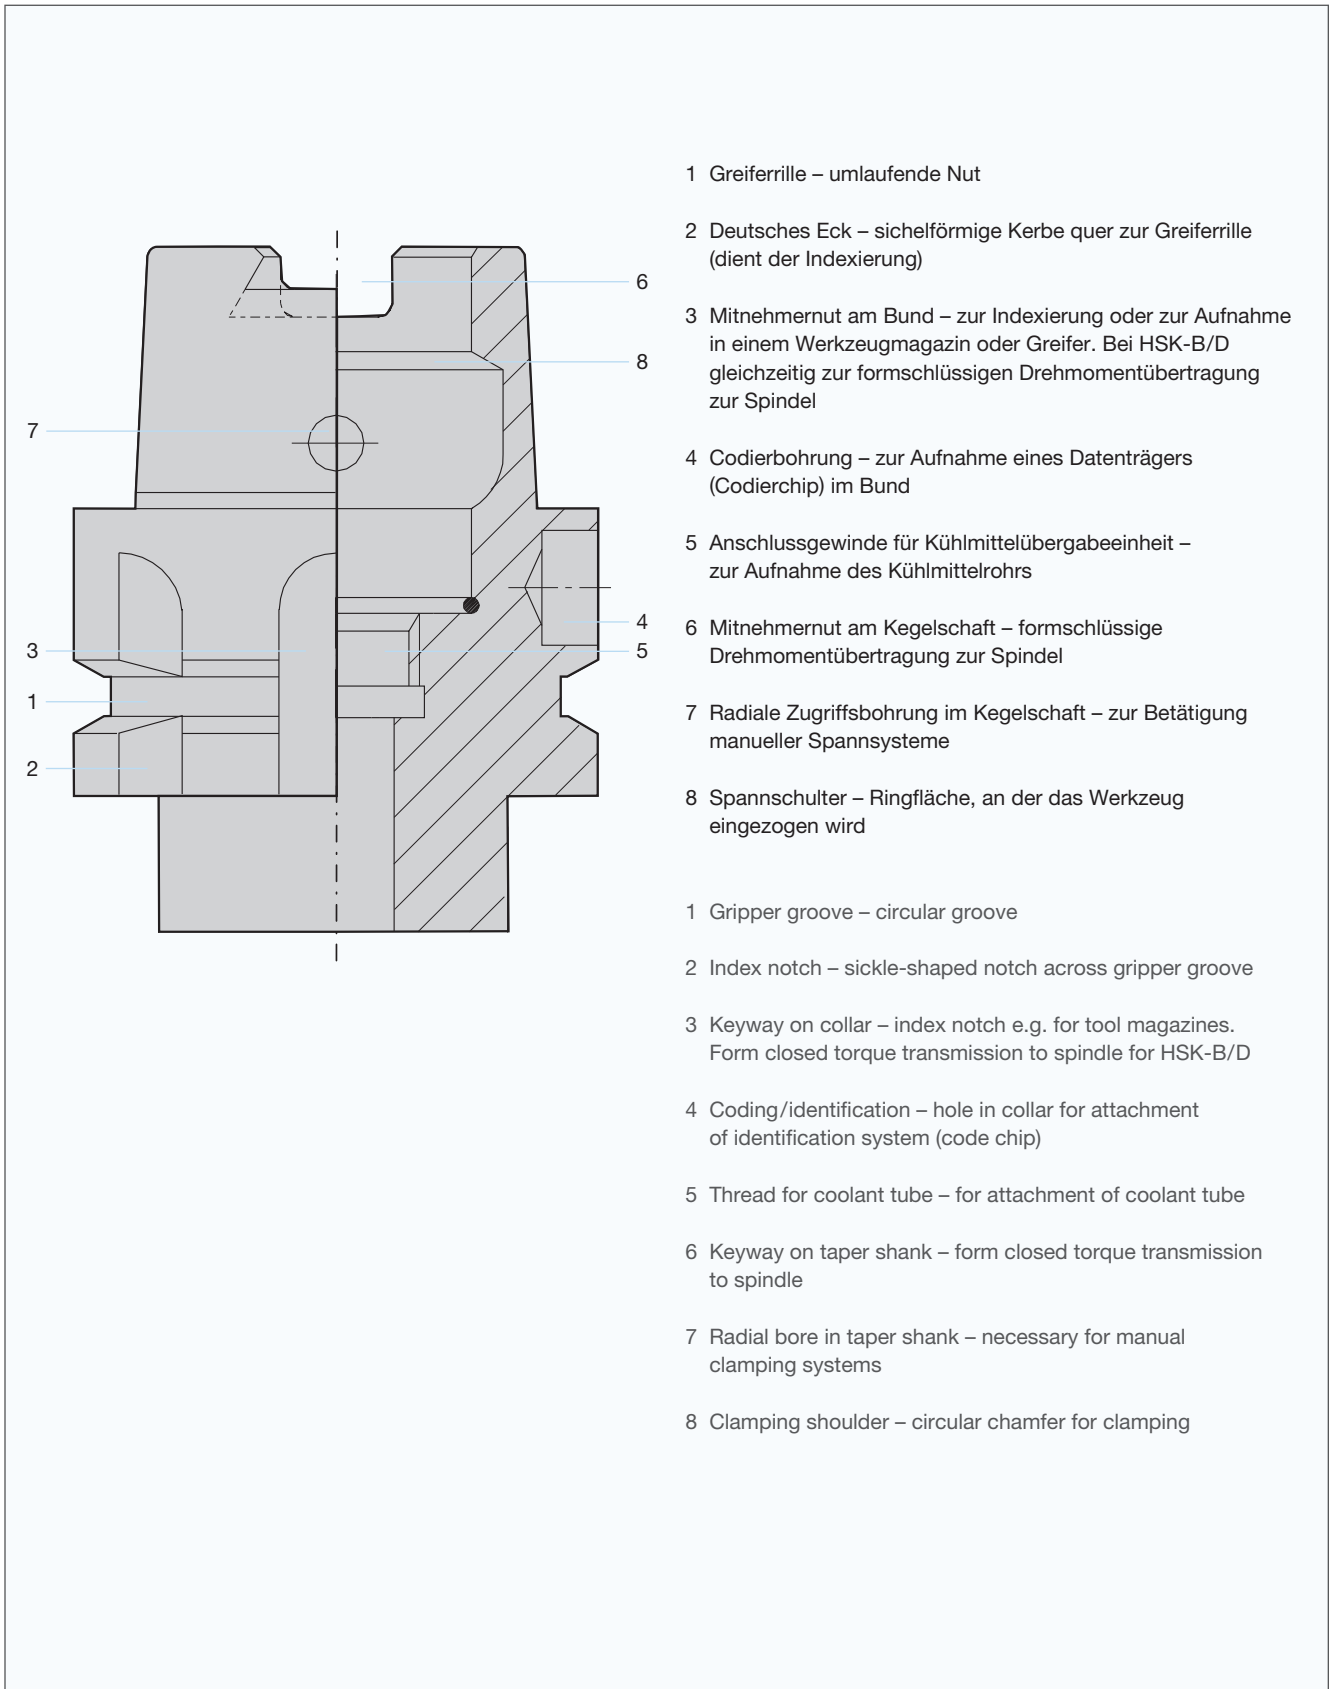 6
8
7
4
3
5
1
2
1 Greiferrille – umlaufende Nut
2 Deutsches Eck – sichelförmige Kerbe quer zur Greiferrille
(dient der Indexierung)
3 Mitnehmernut am Bund – zur Indexierung oder zur Aufnahme
in einem Werkzeugmagazin oder Greifer. Bei HSK-B/D
gleichzeitig zur formschlüssigen Drehmomentübertragung
zur Spindel
4 Codierbohrung – zur Aufnahme eines Datenträgers
(Codierchip) im Bund
5 Anschlussgewinde für Kühlmittelübergabeeinheit –
zur Aufnahme des Kühlmittelrohrs
6 Mitnehmernut am Kegelschaft – formschlüssige
Drehmomentübertragung zur Spindel
7 Radiale Zugriffsbohrung im Kegelschaft – zur Betätigung
manueller Spannsysteme
8 Spannschulter – Ringfläche, an der das Werkzeug
eingezogen wird
1 Gripper groove – circular groove
2 Index notch – sickle-shaped notch across gripper groove
3 Keyway on collar – index notch e.g. for tool magazines.
Form closed torque transmission to spindle for HSK-B/D
4 Coding/identification – hole in collar for attachment
of identification system (code chip)
5 Thread for coolant tube – for attachment of coolant tube
6 Keyway on taper shank – form closed torque transmission
to spindle
7 Radial bore in taper shank – necessary for manual
clamping systems
8 Clamping shoulder – circular chamfer for clamping